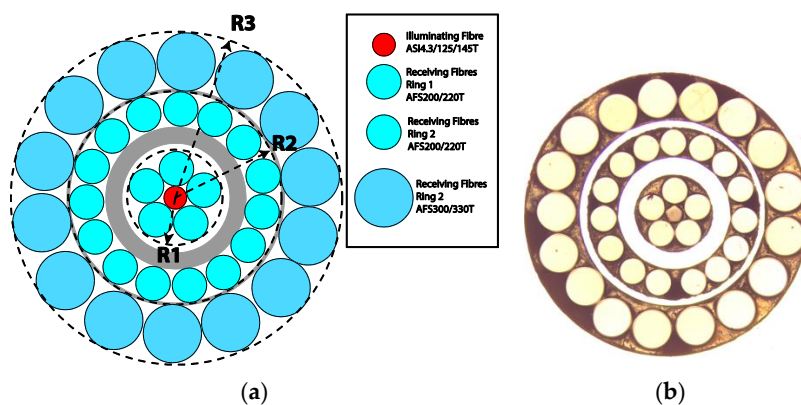 R3
R2
R1
Illuminating Fibre
ASI4.3/125/145T
Receiving Fibres
Ring 1
AFS200/220T
Receiving Fibres
Ring 2
AFS200/220T
Receiving Fibres
Ring 2
AFS300/330T
(a)
(b)